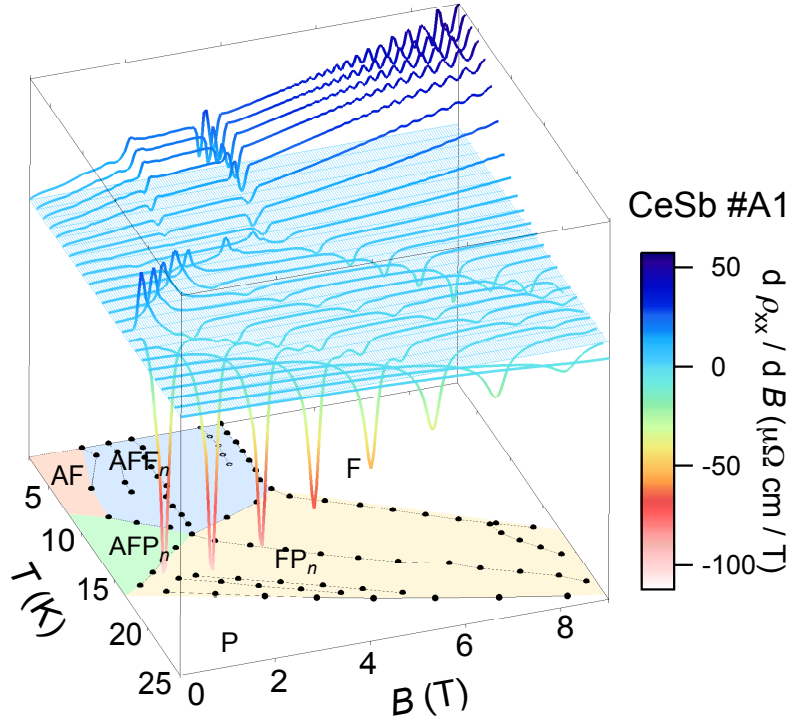 CeSb #A1
50
0
-50
-100
d ρxx / d B (μΩ cm / T)
AF
AFFn
F
AFPn
FPn
P
5
10
15
20
25
T (K)
0
2
4
6
8
B (T)